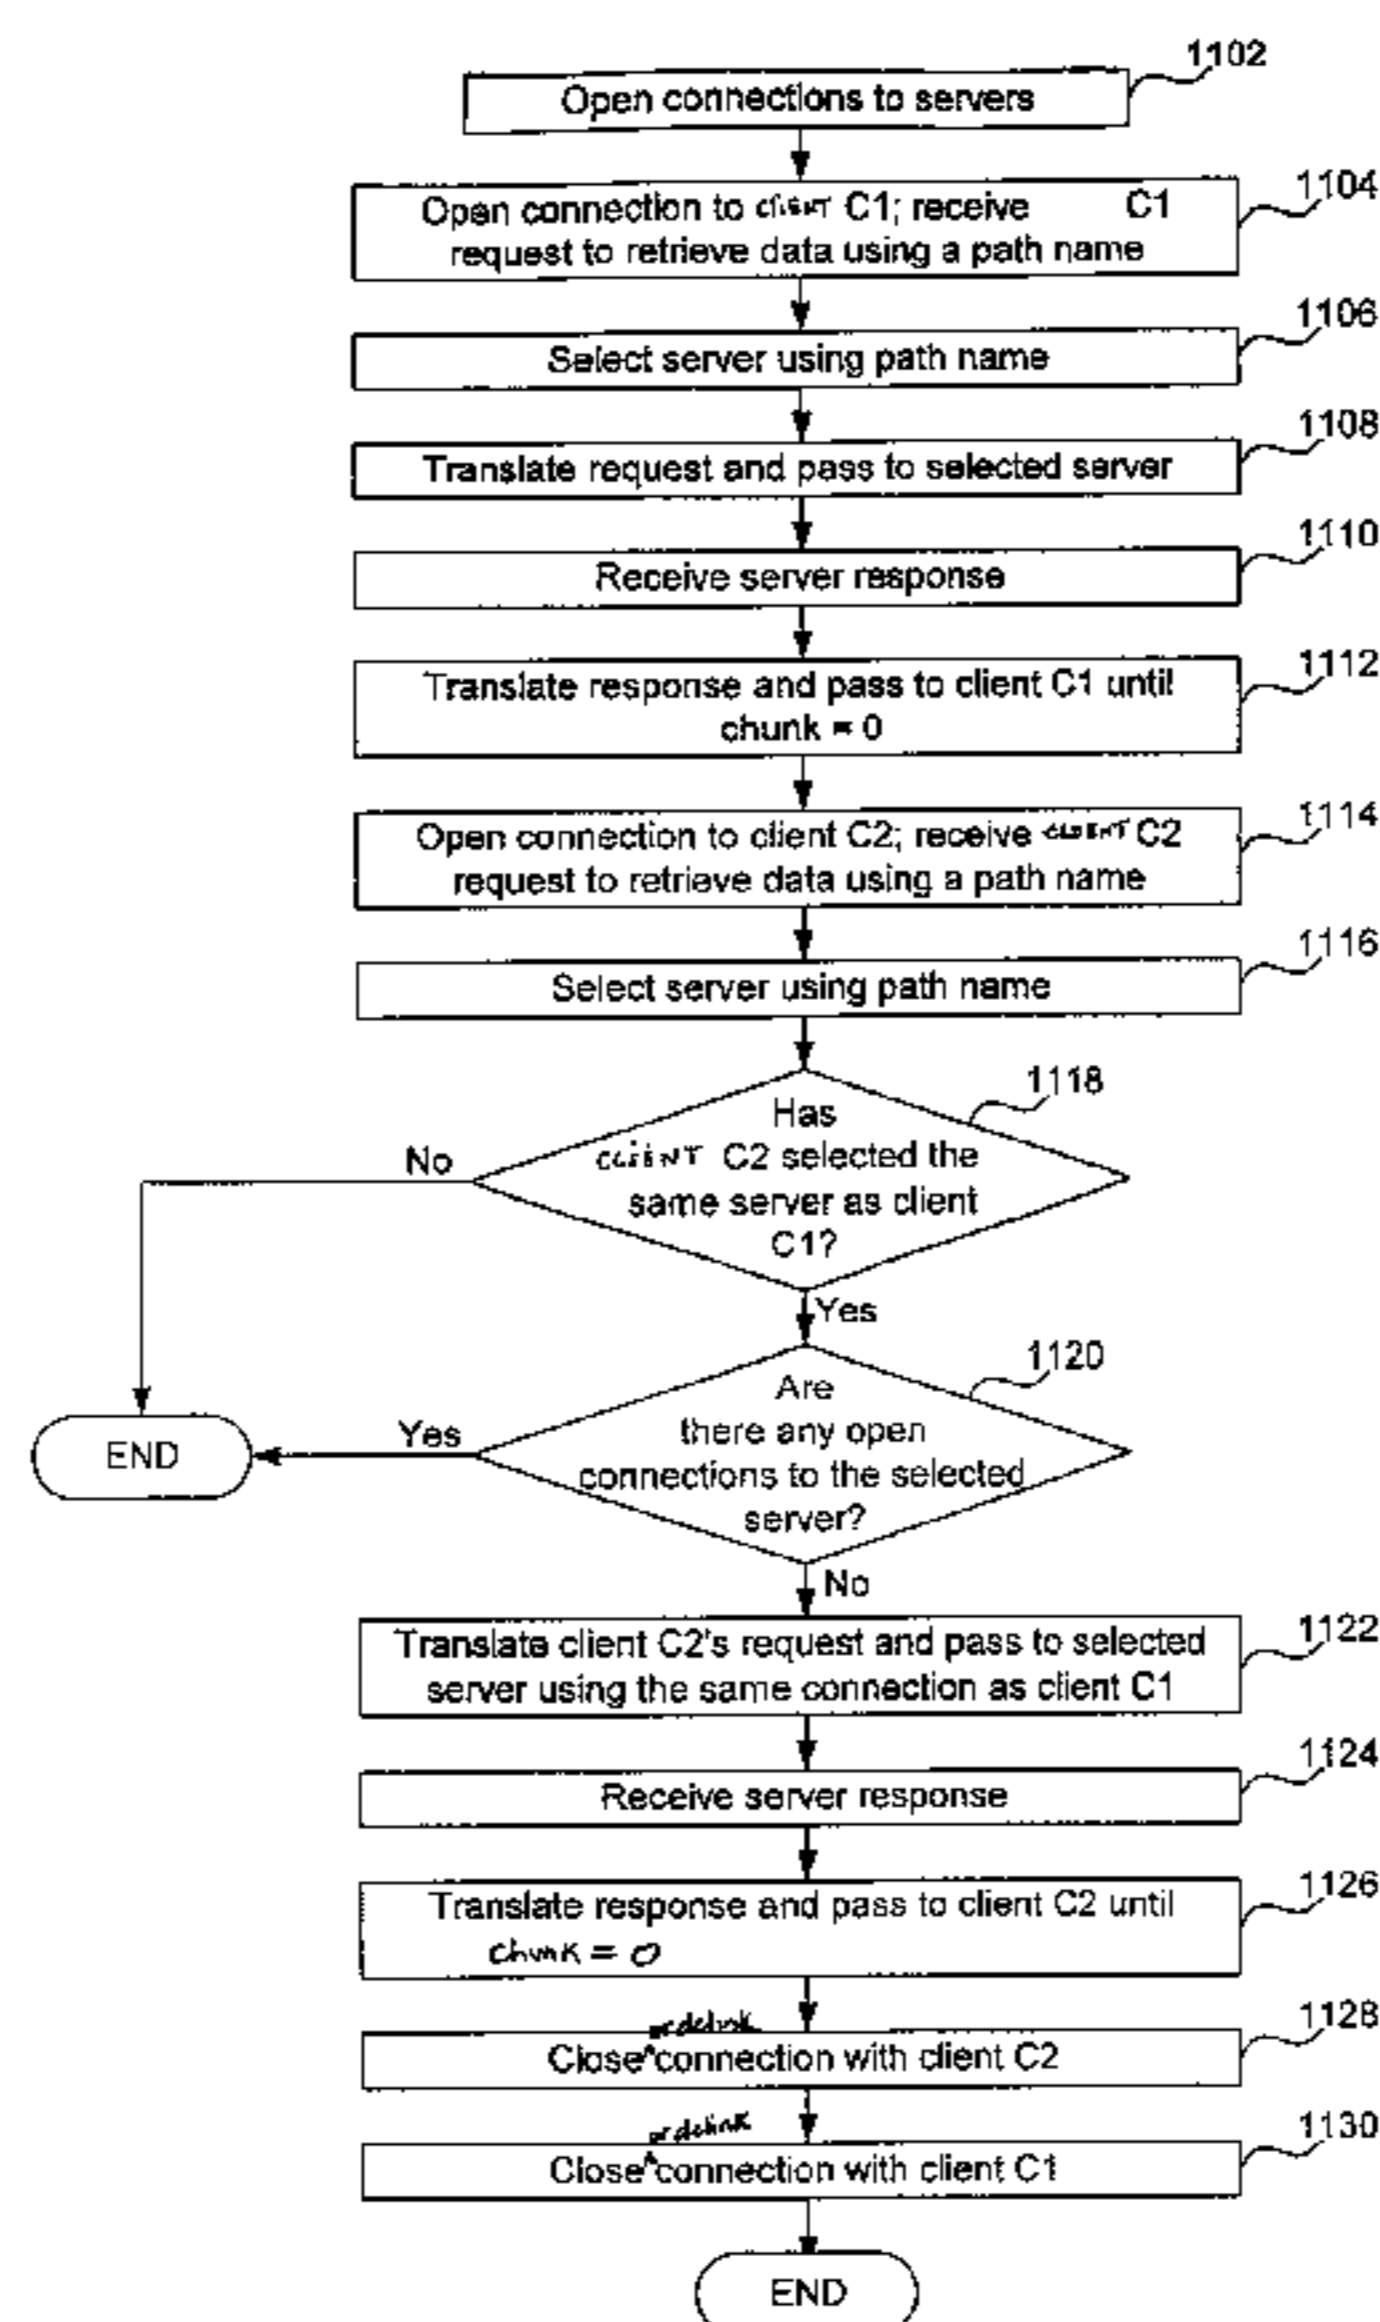 1102
Open connections to servers
1104
Open connection to client C1; receive C1
request to retrieve data using a path name
1106
Select server using path name
1108
Translate request and pass to selected server
1110
Receive server response
1112
Translate response and pass to client C1 until
chunk = 0
1114
Open connection to client C2; receive CLIENT C2
request to retrieve data using a path name
1116
Select server using path name
1118
Has
CLIENT C2 selected the
same server as client
C1?
No
Yes
1120
Are
there any open
connections to the selected
server?
Yes
END
No
1122
Translate client C2's request and pass to selected
server using the same connection as client C1
1124
Receive server response
1126
Translate response and pass to client C2 until
chunk = 0
1128
or delink
Close^connection with client C2
1130
or delink
Close^connection with client C1
END